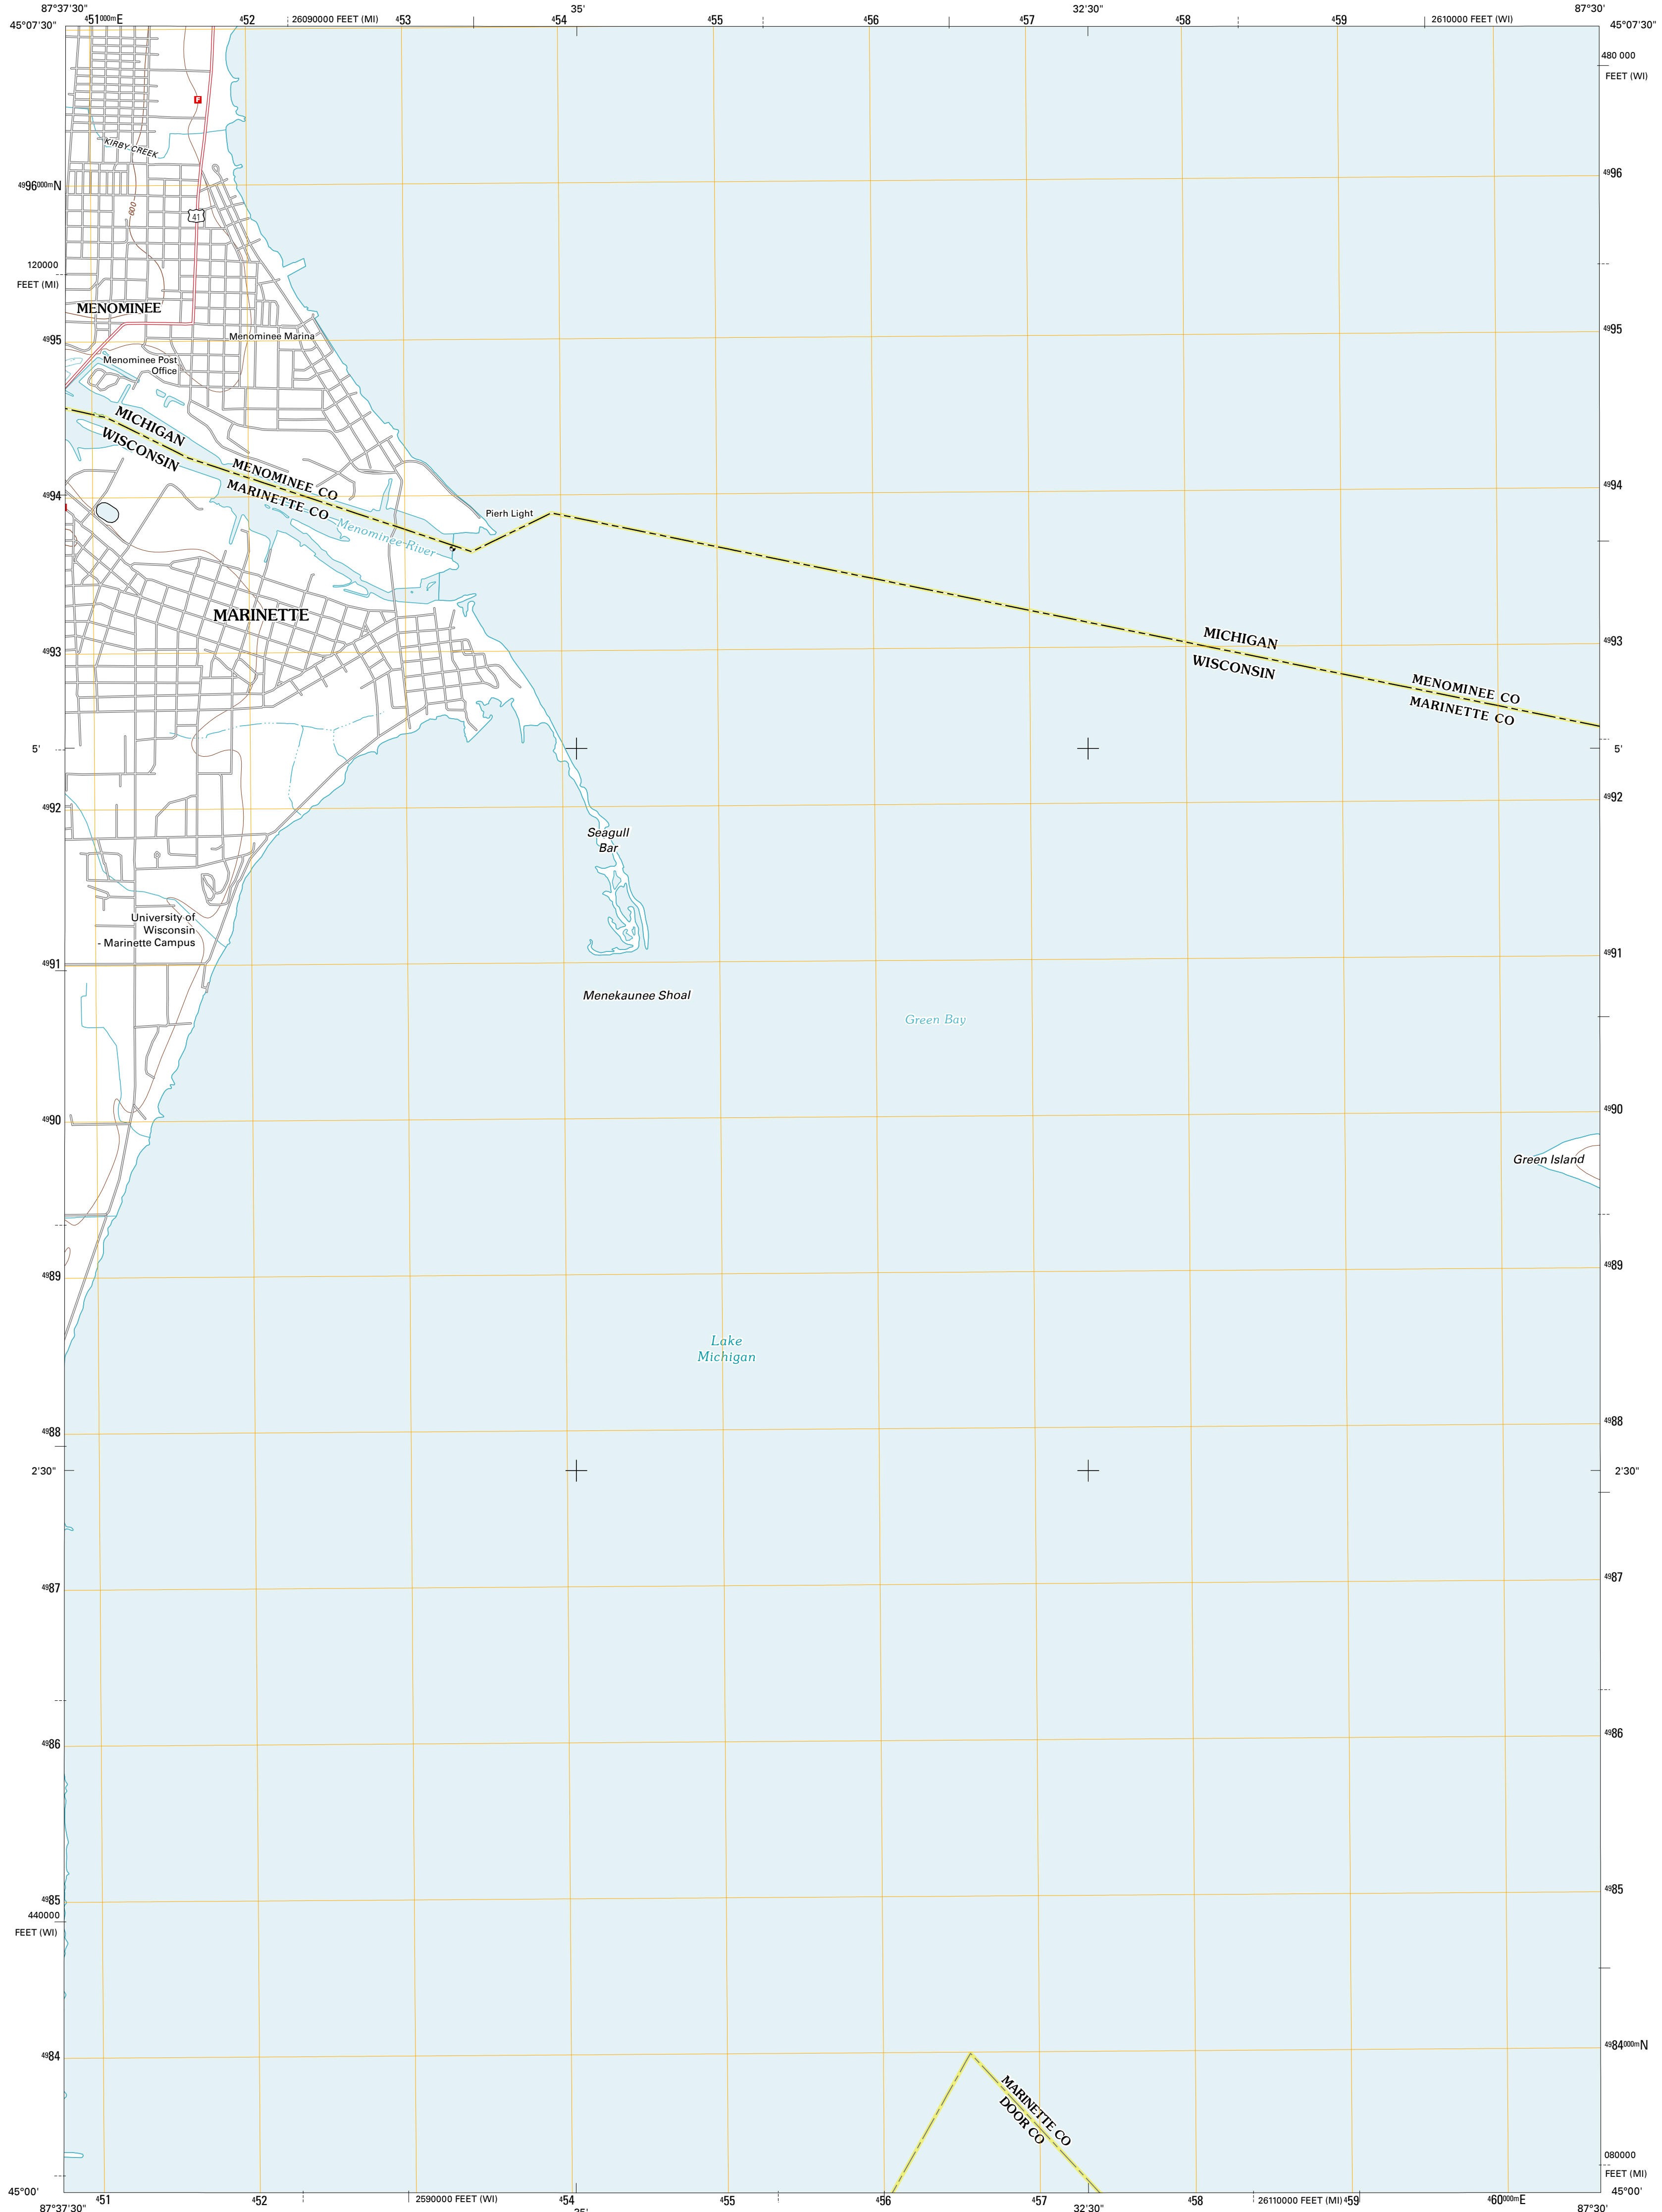 87°37'30"
451000mE
452
26090000 FEET (MI)
453
35'
454
455
456
457
32'30"
458
459
2610000 FEET (WI)
87°30'
45°07'30"
45°07'30"
480 000
FEET (WI)
KIRBY CREEK
4996000mN
4996
600
41
120000
FEET (MI)
MENOMINEE
4995
4995
Menominee Marina
Menominee Post
Office
MICHIGAN
WISCONSIN
MENOMINEE CO
MARINETTE CO
4994
4994
Pierh Light
Menominee River
MARINETTE
4993
4993
MICHIGAN
WISCONSIN
MENOMINEE CO
MARINETTE CO
5'
5'
4992
4992
Seagull
Bar
University of
Wisconsin
- Marinette Campus
4991
4991
Menekaunee Shoal
Green Bay
4990
4990
Green Island
4989
4989
Lake
Michigan
4988
4988
2'30"
2'30"
4987
4987
4986
4986
4985
4985
440000
FEET (WI)
4984
4984000mN
MARINETTE CO
DOOR CO
080000
FEET (MI)
45°00'
45°00'
87°37'30"
451
452
2590000 FEET (WI)
454
35'
455
456
457
32'30"
458
26110000 FEET (MI)
459
460000mE
87°30'